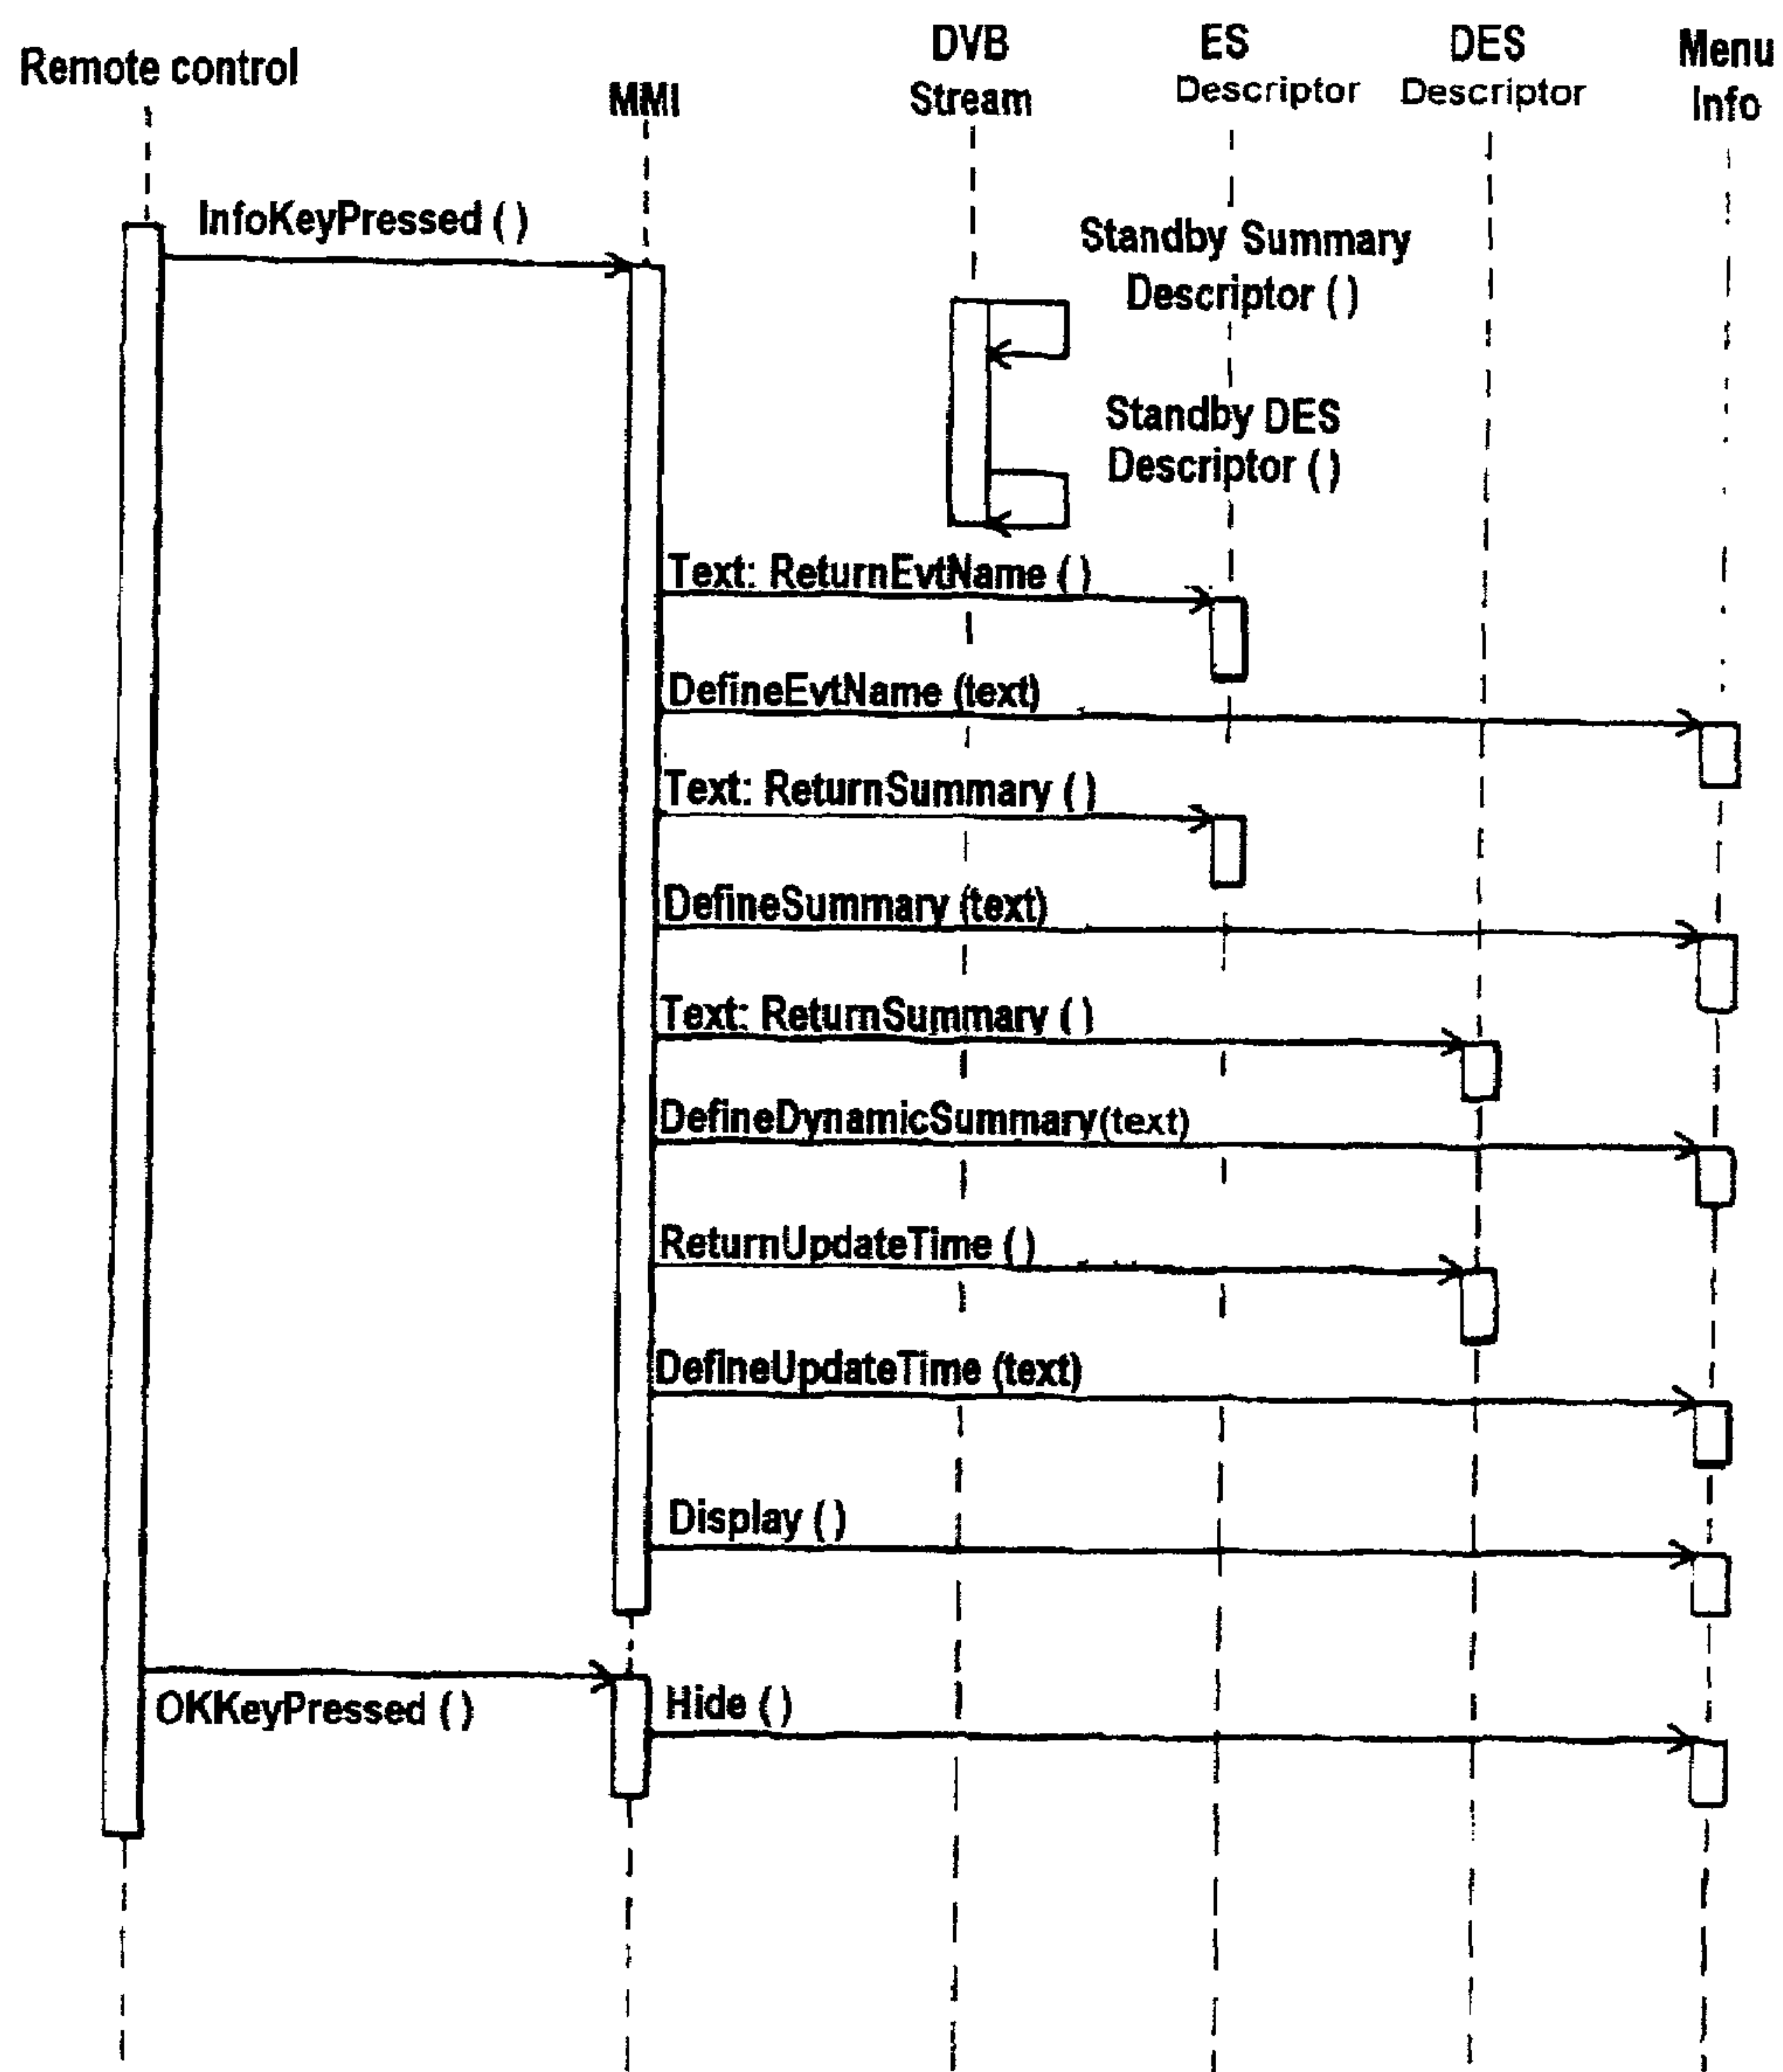 Remote control
MMI
DVB
Stream
ES
Descriptor
DES
Descriptor
Menu
Info
InfoKeyPressed ( )
Standby Summary
Descriptor ( )
Standby DES
Descriptor ( )
Text: ReturnEvtName ( )
DefineEvtName (text)
Text: ReturnSummary ( )
DefineSummary (text)
Text: ReturnSummary ( )
DefineDynamicSummary(text)
ReturnUpdateTime ( )
DefineUpdateTime (text)
Display ( )
OKKeyPressed ( )
Hide ( )